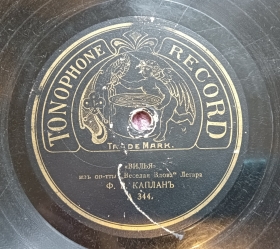 TONOPHONE RECORD
TRADE MARK.
«ВИЛЬЯ»
изъ оп-тты „Веселая Вдова" Легара
Ф. КАПЛАНЪ
344.